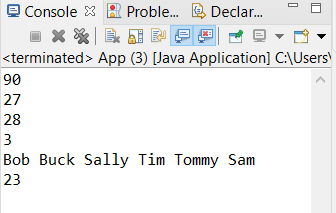 Console Proble... Declar...
<terminated> App (3) [Java Application] C:\Users\
90
27
28
3
Bob Buck Sally Tim Tommy Sam
23